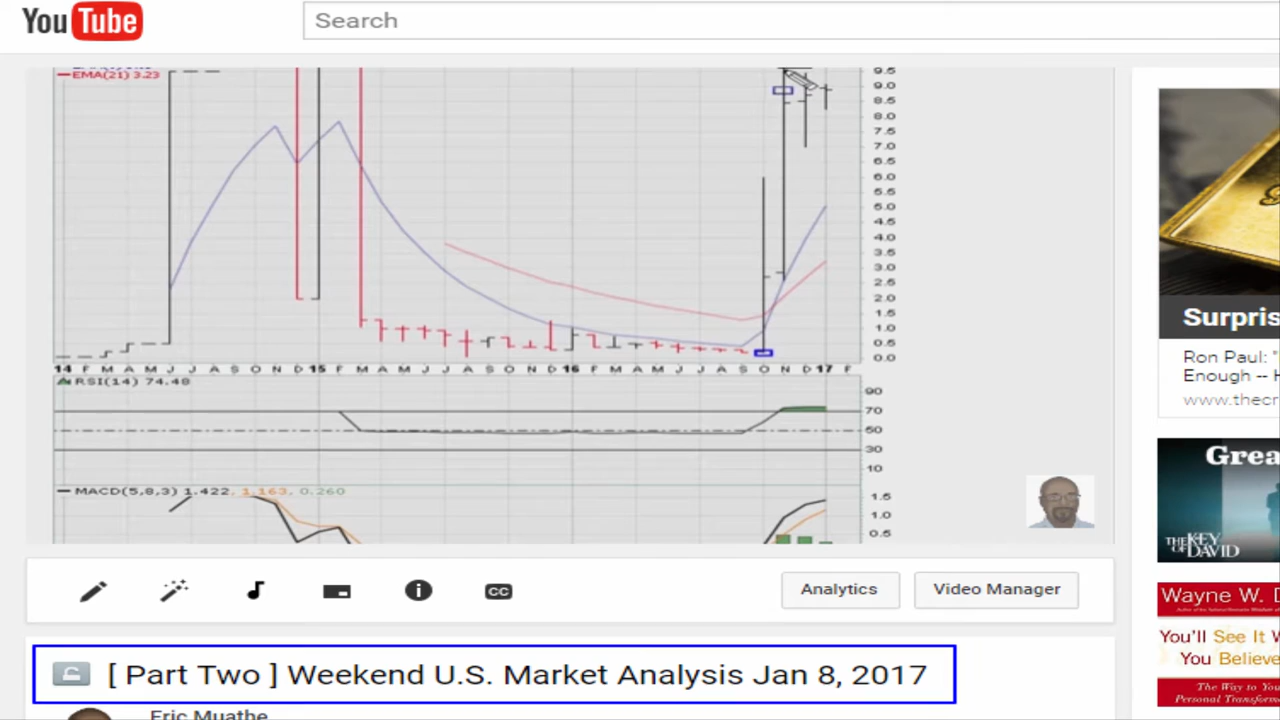 YouTube
Search
EMA(21) 3.23
9.5
9.0
8.5
8.0
7.5
7.0
6.5
6.0
5.5
5.0
4.5
4.0
3.5
3.0
2.5
2.0
1.5
1.0
0.5
0.0
14 F M A M J J A S O N D 15 F M A M J J A S O N D 16 F M A M J J A S O N D 17 F
RSI(14) 74.48
90
70
50
30
10
MACD(5,8,3) 1.422, 1.163, 0.260
1.5
1.0
0.5
CC
Analytics
Video Manager
[ Part Two ] Weekend U.S. Market Analysis Jan 8, 2017
Eric Muathe
Surpris
Ron Paul: "
Enough -- H
www.thecr
Grea
THE KEY
OF DAVID
Wayne W. D
You'll See It W
You Believe
The Way to You
Personal Transform